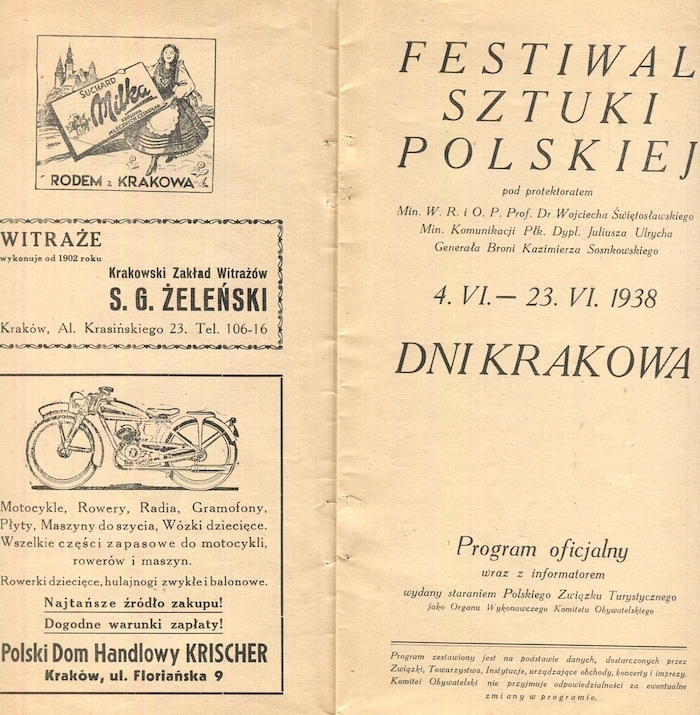 SUCHARD
Milka
RODEM z KRAKOWA
WITRAŻE
wykonuje od 1902 roku
Krakowski Zakład Witrażów
S. G. ŻELEŃSKI
Kraków, Al. Krasińskiego 23. Tel. 106-16
Motocykle, Rowery, Radia, Gramofony,
Płyty, Maszyny do szycia, Wózki dziecięce.
Wszelkie części zapasowe do motocykli,
rowerów i maszyn.
Rowerki dziecięce, hulajnogi zwykłe i balonowe.
Najtańsze źródło zakupu!
Dogodne warunki zapłaty!
Polski Dom Handlowy KRISCHER
Kraków, ul. Floriańska 9
FESTIWAL
SZTUKI
POLSKIEJ
pod protektoratem
Min. W. R. i O. P. Prof. Dr Wojciecha Świętosławskiego
Min. Komunikacji Płk. Dypl. Juliusza Ulrycha
Generała Broni Kazimierza Sosnkowskiego
4. VI. — 23. VI. 1938
DNI KRAKOWA
Program oficjalny
wraz z informatorem
wydany staraniem Polskiego Związku Turystycznego
jako Organu Wykonawczego Komitetu Obywatelskiego
Program zestawiony jest na podstawie danych, dostarczonych przez
Związki, Towarzystwa, Instytucje, urządzające obchody, koncerty i imprezy.
Komitet Obywatelski nie przyjmuje odpowiedzialności za ewentualne
zmiany w programie.